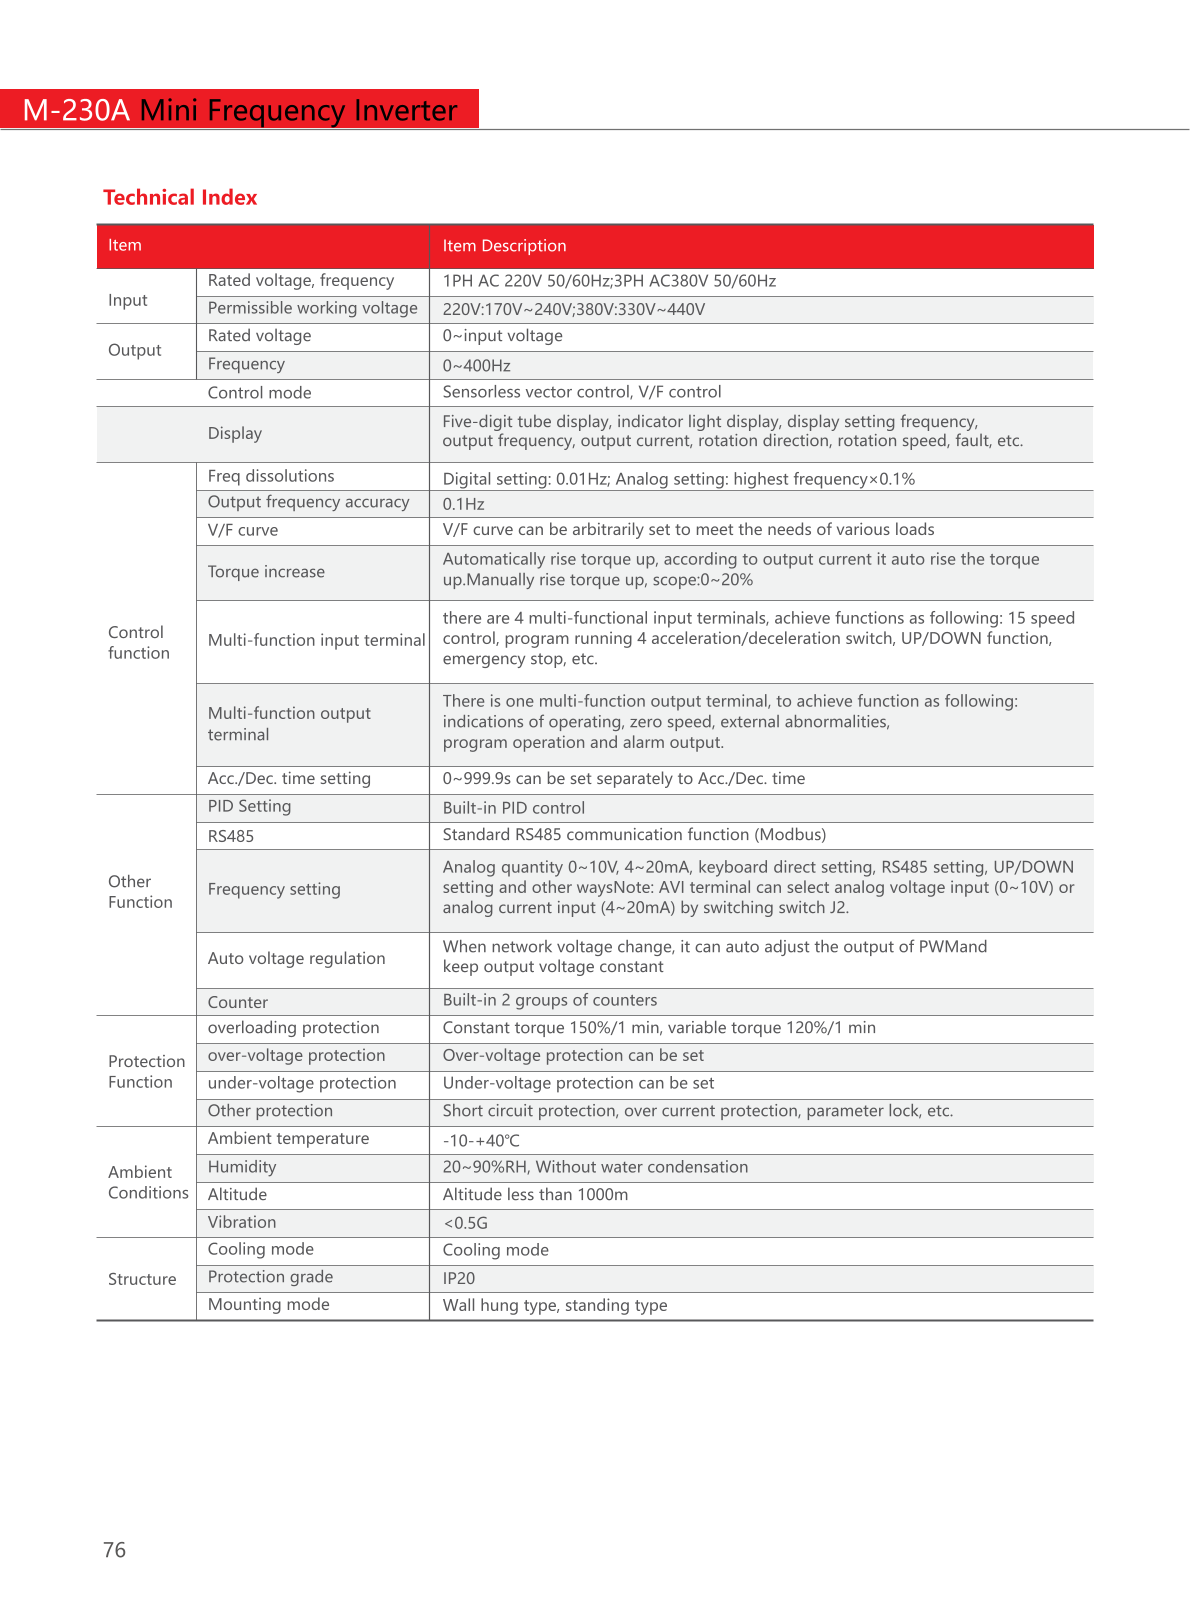 M-230A Mini Frequency Inverter
Technical Index
Item
Item Description
Input
Rated voltage, frequency
1PH AC 220V 50/60Hz;3PH AC380V 50/60Hz
Permissible working voltage
220V:170V~240V;380V:330V~440V
Output
Rated voltage
0~input voltage
Frequency
0~400Hz
Control mode
Sensorless vector control, V/F control
Display
Five-digit tube display, indicator light display, display setting frequency,
output frequency, output current, rotation direction, rotation speed, fault, etc.
Control
function
Freq dissolutions
Digital setting: 0.01Hz; Analog setting: highest frequency×0.1%
Output frequency accuracy
0.1Hz
V/F curve
V/F curve can be arbitrarily set to meet the needs of various loads
Torque increase
Automatically rise torque up, according to output current it auto rise the torque
up.Manually rise torque up, scope:0~20%
Multi-function input terminal
there are 4 multi-functional input terminals, achieve functions as following: 15 speed
control, program running 4 acceleration/deceleration switch, UP/DOWN function,
emergency stop, etc.
Multi-function output
terminal
There is one multi-function output terminal, to achieve function as following:
indications of operating, zero speed, external abnormalities,
program operation and alarm output.
Acc./Dec. time setting
0~999.9s can be set separately to Acc./Dec. time
Other
Function
PID Setting
Built-in PID control
RS485
Standard RS485 communication function (Modbus)
Frequency setting
Analog quantity 0~10V, 4~20mA, keyboard direct setting, RS485 setting, UP/DOWN
setting and other waysNote: AVI terminal can select analog voltage input (0~10V) or
analog current input (4~20mA) by switching switch J2.
Auto voltage regulation
When network voltage change, it can auto adjust the output of PWMand
keep output voltage constant
Counter
Built-in 2 groups of counters
Protection
Function
overloading protection
Constant torque 150%/1 min, variable torque 120%/1 min
over-voltage protection
Over-voltage protection can be set
under-voltage protection
Under-voltage protection can be set
Other protection
Short circuit protection, over current protection, parameter lock, etc.
Ambient
Conditions
Ambient temperature
-10-+40℃
Humidity
20~90%RH, Without water condensation
Altitude
Altitude less than 1000m
Vibration
<0.5G
Structure
Cooling mode
Cooling mode
Protection grade
IP20
Mounting mode
Wall hung type, standing type
76